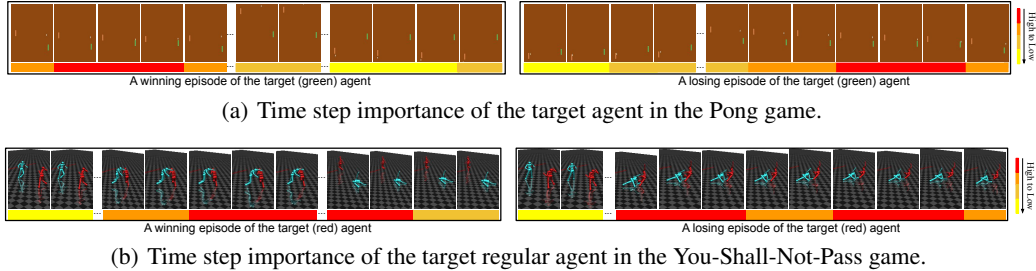 High to Low
A winning episode of the target (green) agent
A losing episode of the target (green) agent
(a) Time step importance of the target agent in the Pong game.
High to Low
A winning episode of the target (red) agent
A losing episode of the target (red) agent
(b) Time step importance of the target regular agent in the You-Shall-Not-Pass game.